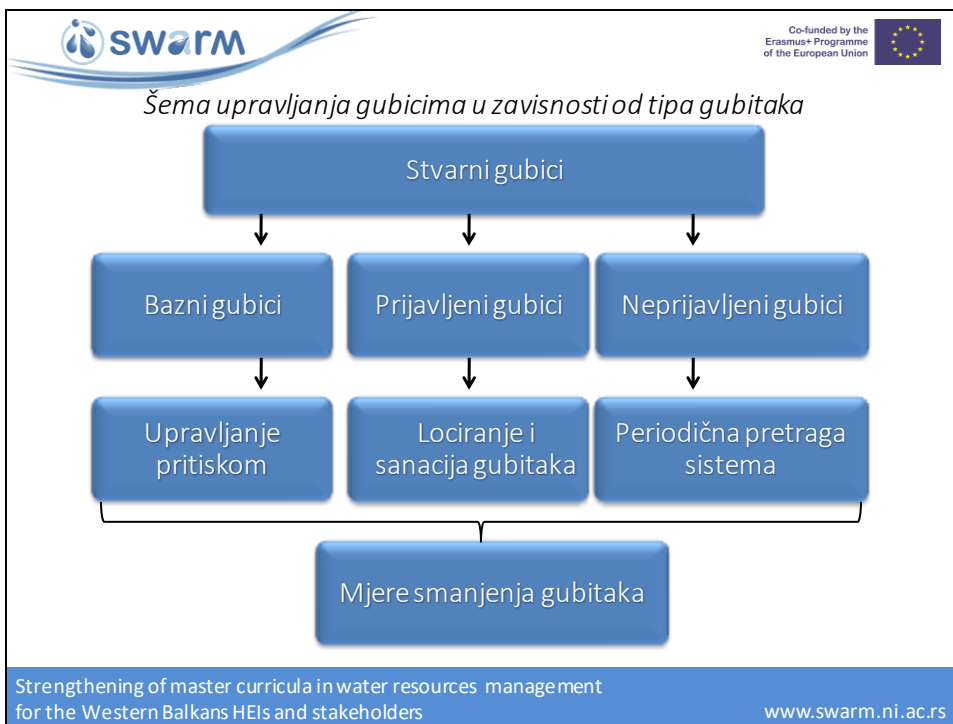 swarm
Co-funded by the
Erasmus+ Programme
of the European Union
Šema upravljanja gubicima u zavisnosti od tipa gubitaka
Stvarni gubici
Bazni gubici
Prijavljeni gubici
Neprijavljeni gubici
Upravljanje
pritiskom
Lociranje i
sanacija gubitaka
Periodična pretraga
sistema
Mjere smanjenja gubitaka
Strengthening of master curricula in water resources management
for the Western Balkans HEIs and stakeholders
www.swarm.ni.ac.rs